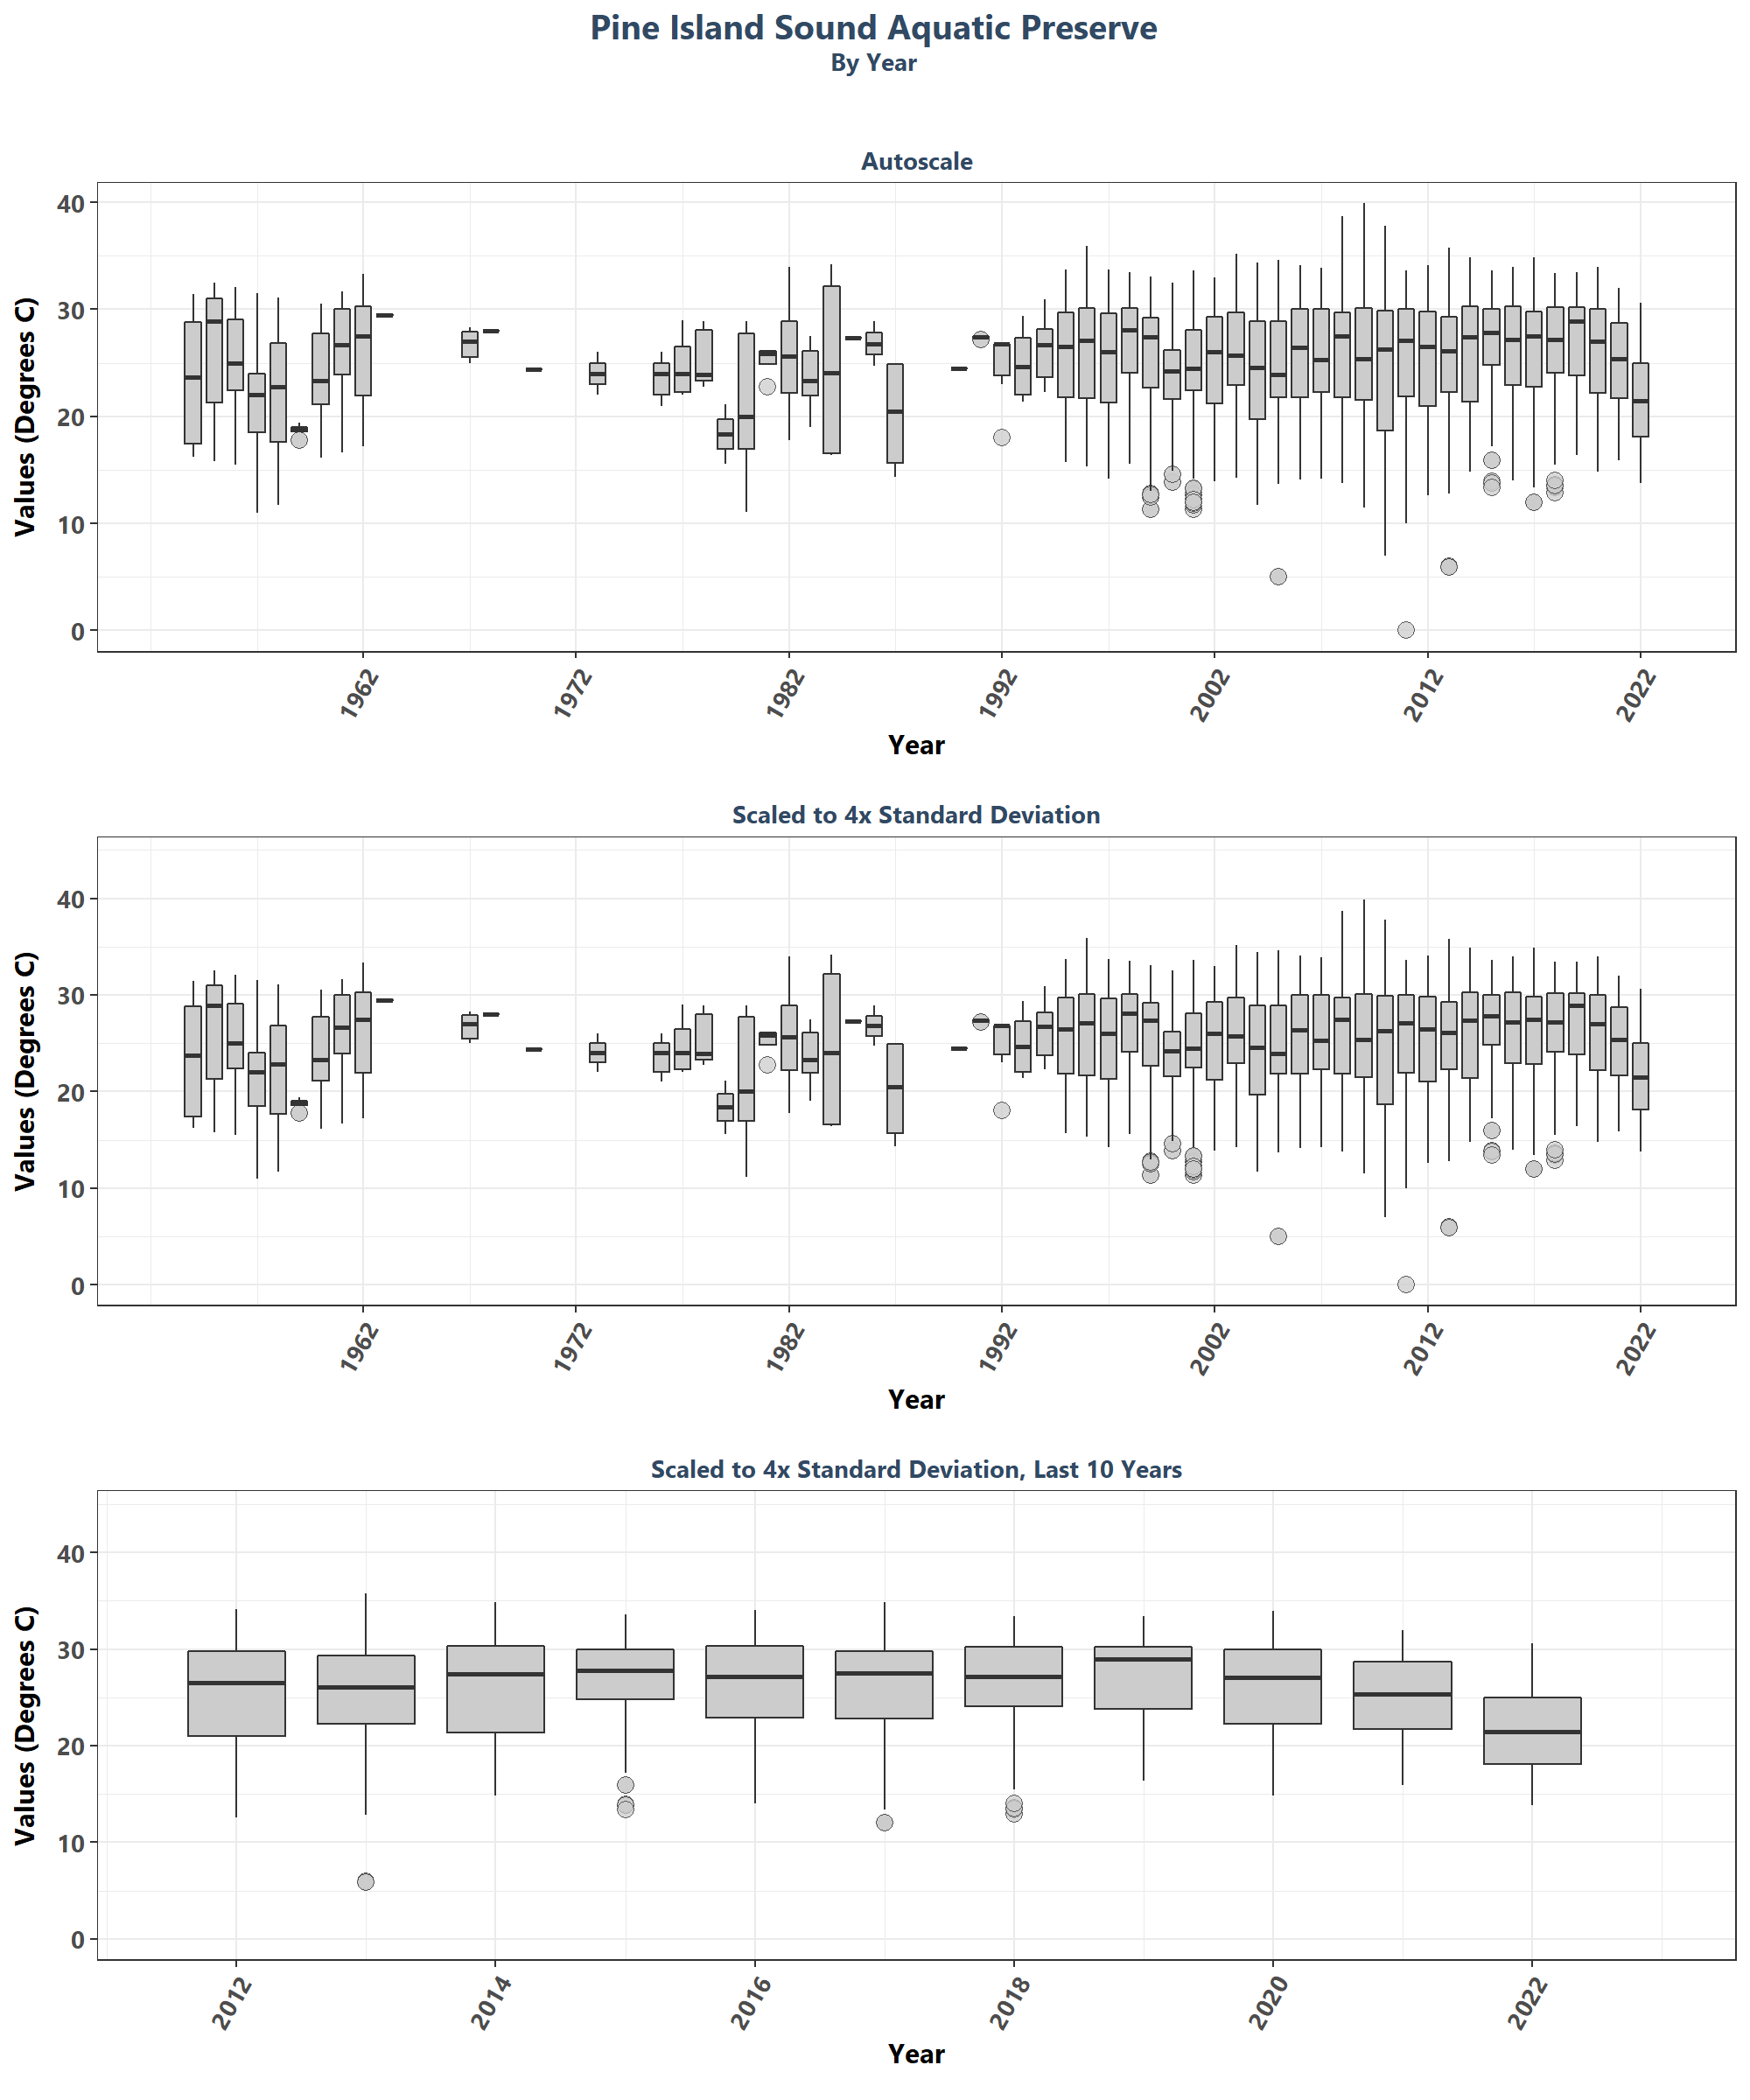 Pine Island Sound Aquatic Preserve
By Year
Autoscale
Values (Degrees C)
40
30
20
10
0
1962 1972 1982 1992 2002 2012 2022
Year
Scaled to 4x Standard Deviation
Values (Degrees C)
40
30
20
10
0
1962 1972 1982 1992 2002 2012 2022
Year
Scaled to 4x Standard Deviation, Last 10 Years
Values (Degrees C)
40
30
20
10
0
2012 2014 2016 2018 2020 2022
Year